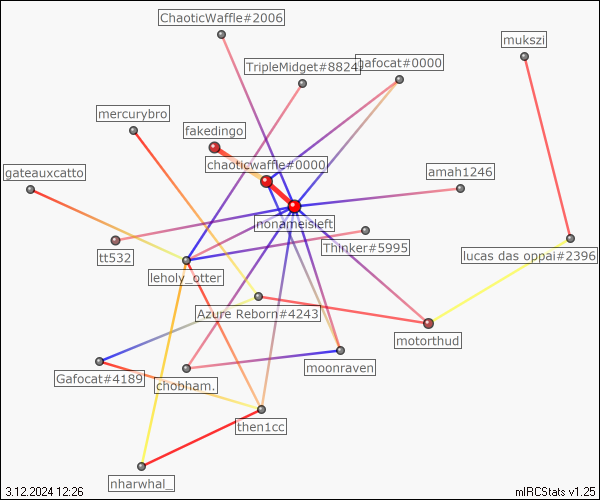 ChaoticWaffle#2006
mukszi
TripleMidget#8824
gafocat#0000
mercurybro
fakedingo
chaoticwaffle#0000
gateauxcatto
amah1246
nonameisleft
Thinker#5995
tt532
lucas das oppai#2396
leholy_otter
Azure Reborn#4243
motorthud
moonraven
Gafocat#4189
chobham.
then1cc
nharwhal_
3.12.2024 12:26
mIRCStats v1.25